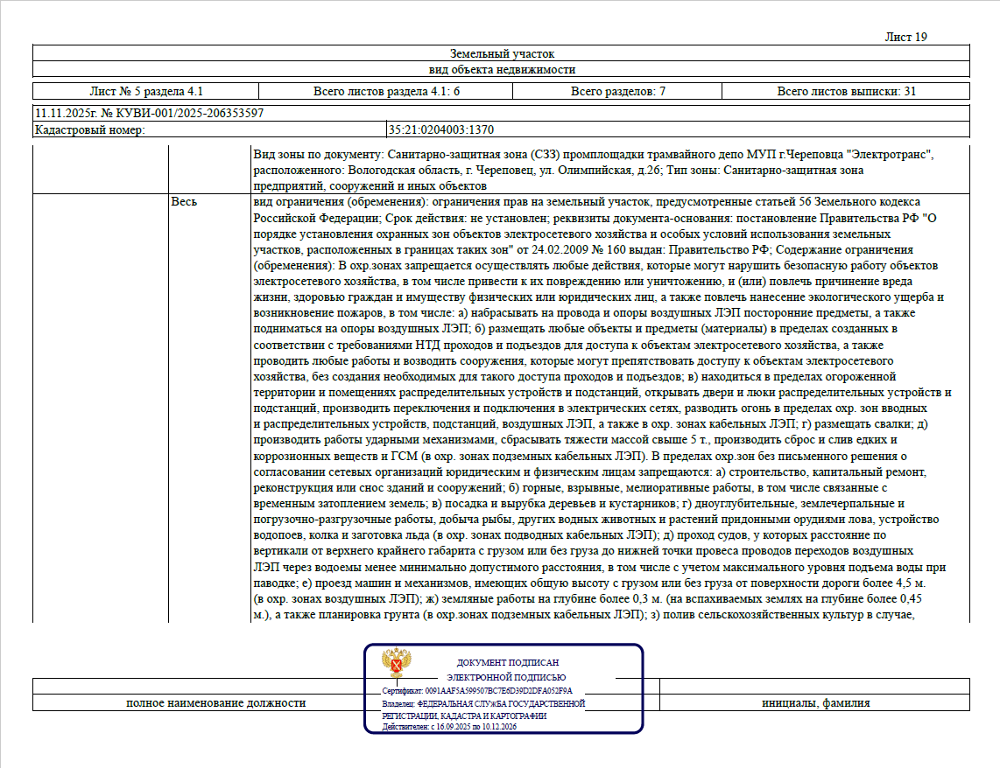 Лист 19
Земельный участок
вид объекта недвижимости
Лист № 5 раздела 4.1
Всего листов раздела 4.1: 6
Всего разделов: 7
Всего листов выписки: 31
11.11.2025г. № КУВИ-001/2025-206353597
Кадастровый номер:
35:21:0204003:1370
Вид зоны по документу: Санитарно-защитная зона (СЗЗ) промплощадки трамвайного депо МУП г.Череповца "Электротранс",
расположенного: Вологодская область, г. Череповец, ул. Олимпийская, д.26; Тип зоны: Санитарно-защитная зона
предприятий, сооружений и иных объектов
Весь
вид ограничения (обременения): ограничения прав на земельный участок, предусмотренные статьей 56 Земельного кодекса
Российской Федерации; Срок действия: не установлен; реквизиты документа-основания: постановление Правительства РФ "О
порядке установления охранных зон объектов электросетевого хозяйства и особых условий использования земельных
участков, расположенных в границах таких зон" от 24.02.2009 № 160 выдан: Правительство РФ; Содержание ограничения
(обременения): В охр.зонах запрещается осуществлять любые действия, которые могут нарушить безопасную работу объектов
электросетевого хозяйства, в том числе привести к их повреждению или уничтожению, и (или) повлечь причинение вреда
жизни, здоровью граждан и имуществу физических или юридических лиц, а также повлечь нанесение экологического ущерба и
возникновение пожаров, в том числе: а) набрасывать на провода и опоры воздушных ЛЭП посторонние предметы, а также
подниматься на опоры воздушных ЛЭП; б) размещать любые объекты и предметы (материалы) в пределах созданных в
соответствии с требованиями НТД проходов и подъездов для доступа к объектам электросетевого хозяйства, а также
проводить любые работы и возводить сооружения, которые могут препятствовать доступу к объектам электросетевого
хозяйства, без создания необходимых для такого доступа проходов и подъездов; в) находиться в пределах огороженной
территории и помещениях распределительных устройств и подстанций, открывать двери и люки распределительных устройств и
подстанций, производить переключения и подключения в электрических сетях, разводить огонь в пределах охр. зон вводных
и распределительных устройств, подстанций, воздушных ЛЭП, а также в охр. зонах кабельных ЛЭП; г) размещать свалки; д)
производить работы ударными механизмами, сбрасывать тяжести массой свыше 5 т., производить сброс и слив едких и
коррозионных веществ и ГСМ (в охр. зонах подземных кабельных ЛЭП). В пределах охр.зон без письменного решения о
согласовании сетевых организаций юридическим и физическим лицам запрещаются: а) строительство, капитальный ремонт,
реконструкция или снос зданий и сооружений; б) горные, взрывные, мелиоративные работы, в том числе связанные с
временным затоплением земель; в) посадка и вырубка деревьев и кустарников; г) дноуглубительные, землечерпальные и
погрузочно-разгрузочные работы, добыча рыбы, других водных животных и растений придонными орудиями лова, устройство
водопоев, колка и заготовка льда (в охр. зонах подводных кабельных ЛЭП); д) проход судов, у которых расстояние по
вертикали от верхнего крайнего габарита с грузом или без груза до нижней точки провеса проводов переходов воздушных
ЛЭП через водоемы менее минимально допустимого расстояния, в том числе с учетом максимального уровня подъема воды при
паводке; е) проезд машин и механизмов, имеющих общую высоту с грузом или без груза от поверхности дороги более 4,5 м.
(в охр. зонах воздушных ЛЭП); ж) земляные работы на глубине более 0,3 м. (на вспахиваемых землях на глубине более 0,45
м.), а также планировка грунта (в охр.зонах подземных кабельных ЛЭП); з) полив сельскохозяйственных культур в случае,
ДОКУМЕНТ ПОДПИСАН
ЭЛЕКТРОННОЙ ПОДПИСЬЮ
Сертификат: 0091AAF5A599507BC7E6D39D2DFA052F9A
Владелец: ФЕДЕРАЛЬНАЯ СЛУЖБА ГОСУДАРСТВЕННОЙ
РЕГИСТРАЦИИ, КАДАСТРА И КАРТОГРАФИИ
Действителен: с 16.09.2025 по 10.12.2026
полное наименование должности
инициалы, фамилия